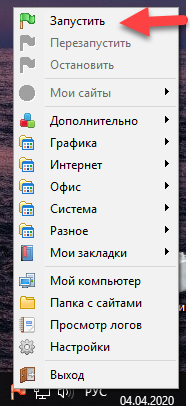 Запустить
Перезапустить
Остановить
Мои сайты
Дополнительно
Графика
Интернет
Офис
Система
Разное
Мои закладки
Мой компьютер
Папка с сайтами
Просмотр логов
Настройки
Выход
РУС
04.04.2020